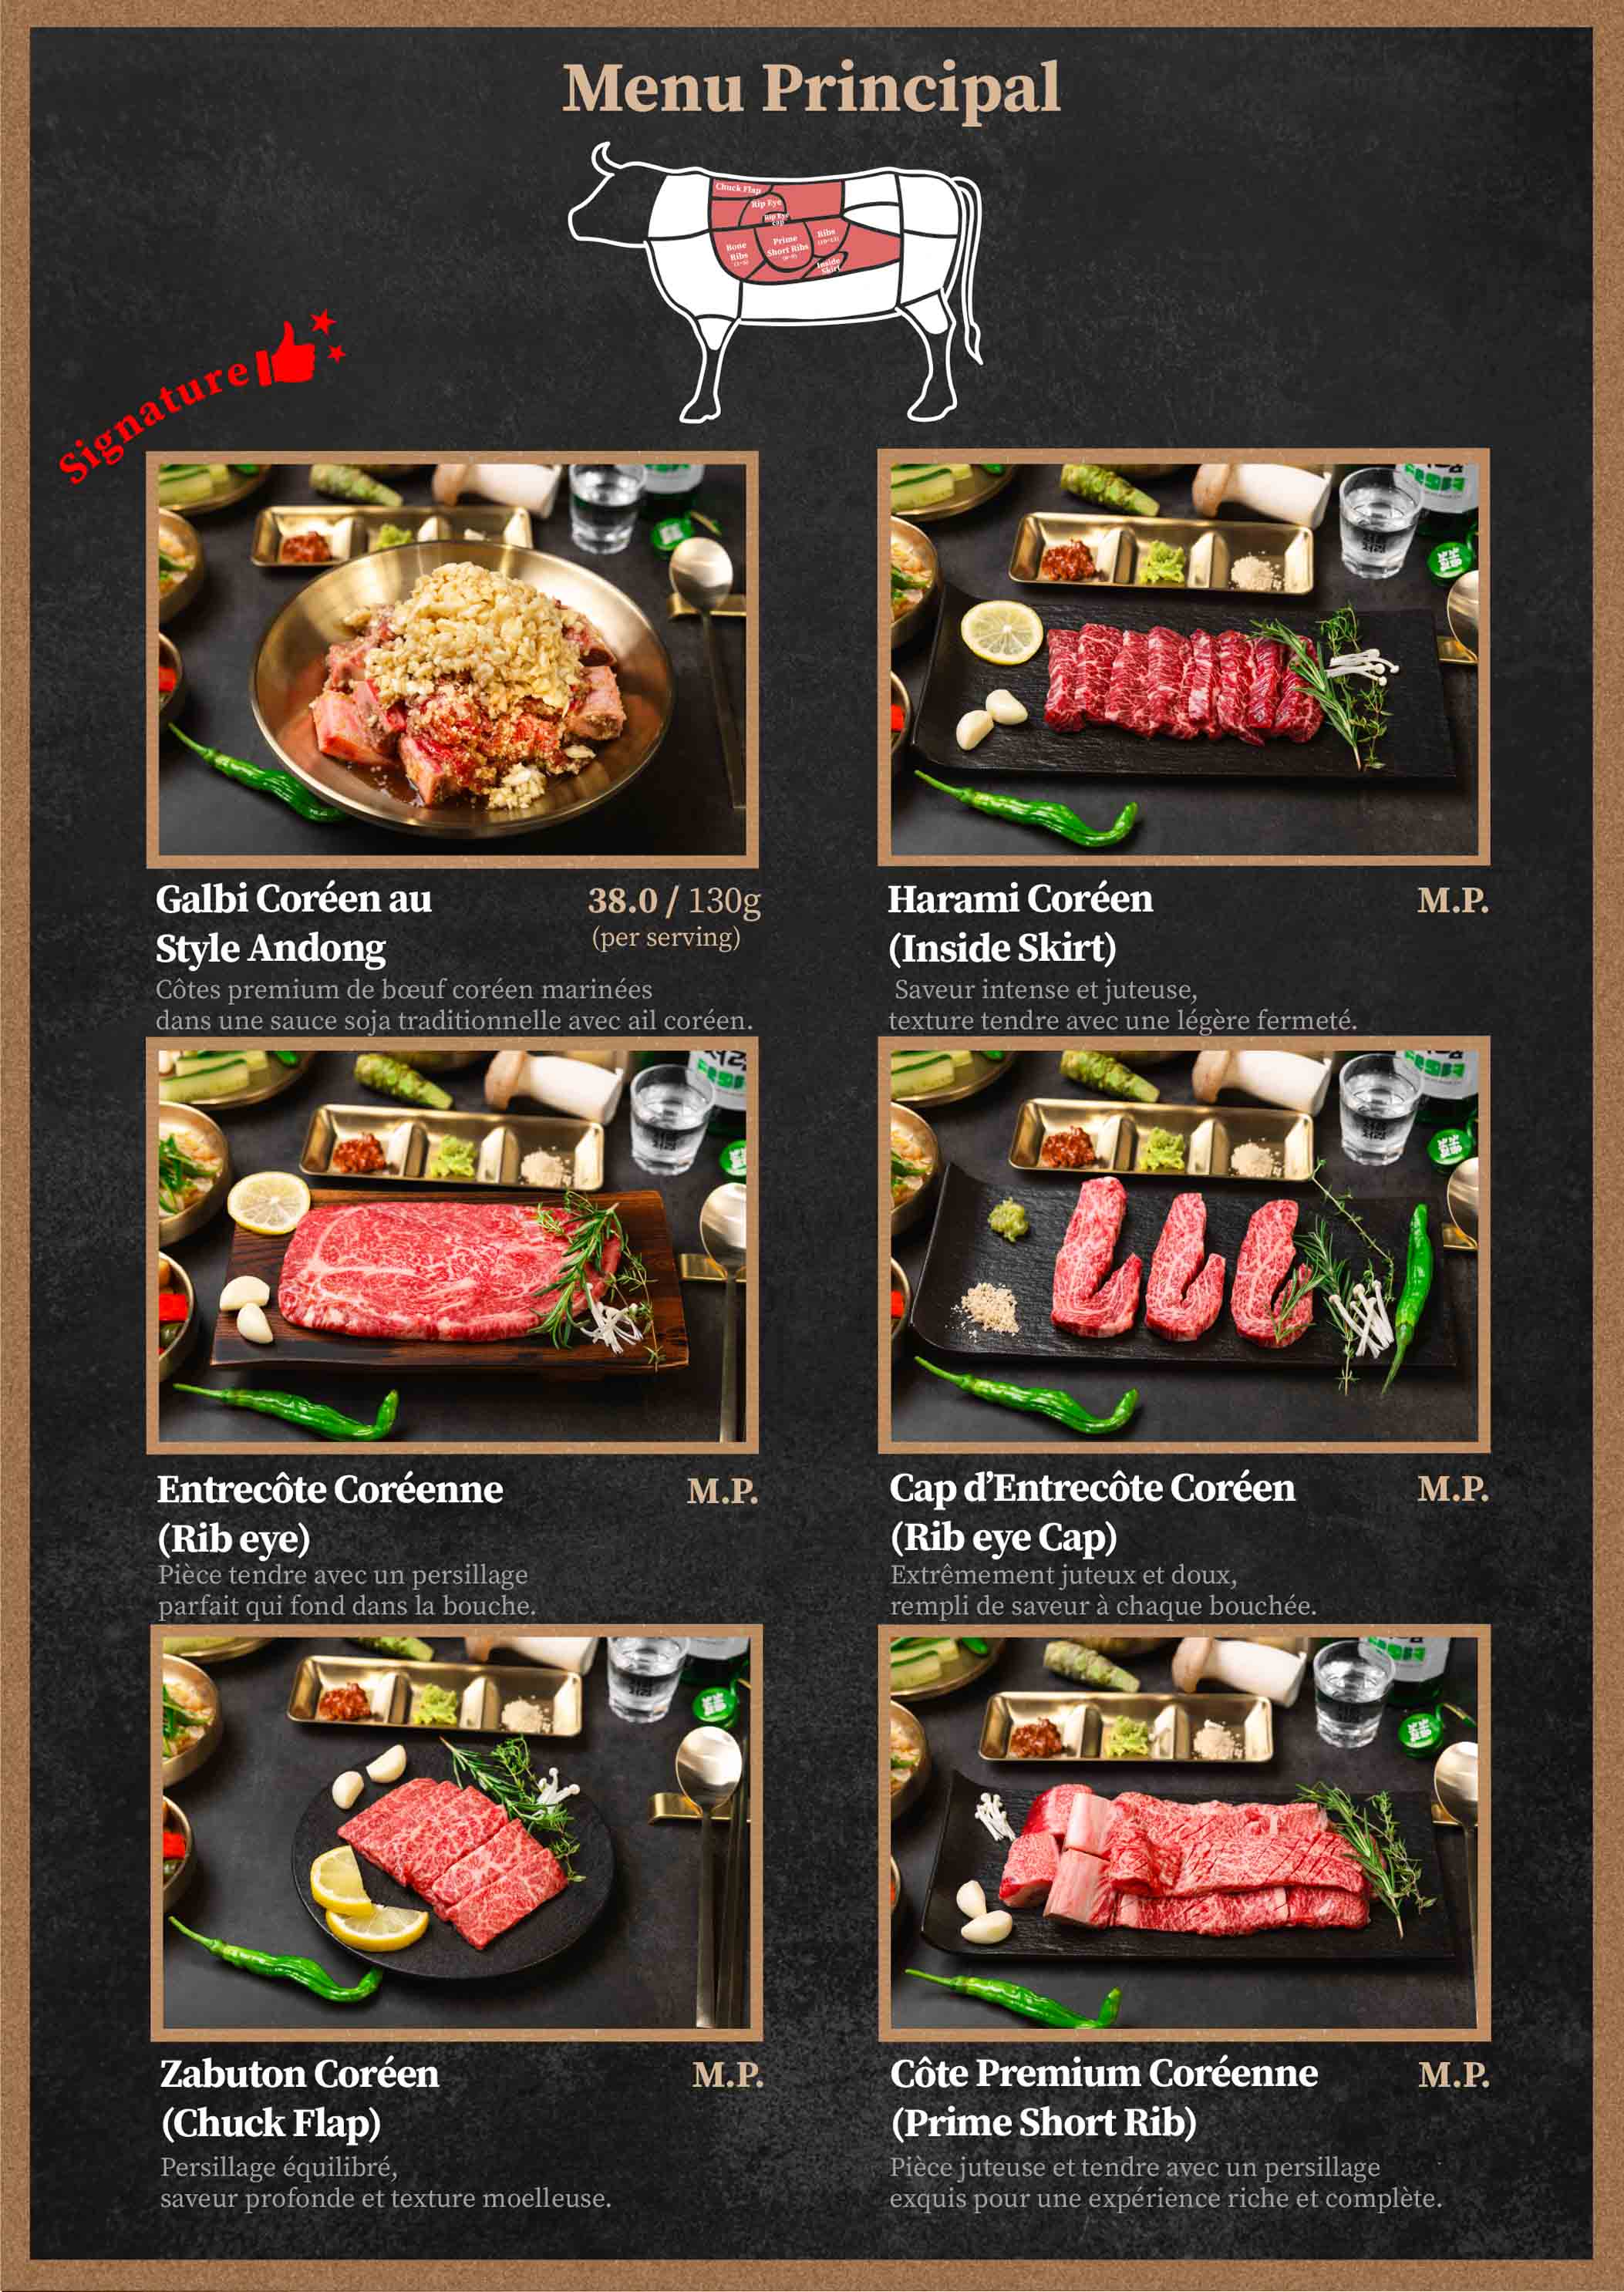 Menu Principal
Chuck Flap
Rip Eye
Rip Eye
cap
Bone
Ribs
Prime
Short Ribs
Ribs
Inside
Skirt
Signature
Galbi Coréen au
Style Andong
38.0 / 130g
(per serving)
Côtes premium de bœuf coréen marinées
dans une sauce soja traditionnelle avec ail coréen.
Harami Coréen
(Inside Skirt)
M.P.
Saveur intense et juteuse,
texture tendre avec une légère fermeté.
Entrecôte Coréenne
(Rib eye)
M.P.
Pièce tendre avec un persillage
parfait qui fond dans la bouche.
Cap d’Entrecôte Coréen
(Rib eye Cap)
M.P.
Extrêmement juteux et doux,
rempli de saveur à chaque bouchée.
Zabuton Coréen
(Chuck Flap)
M.P.
Persillage équilibré,
saveur profonde et texture moelleuse.
Côte Premium Coréenne
(Prime Short Rib)
M.P.
Pièce juteuse et tendre avec un persillage
exquis pour une expérience riche et complète.